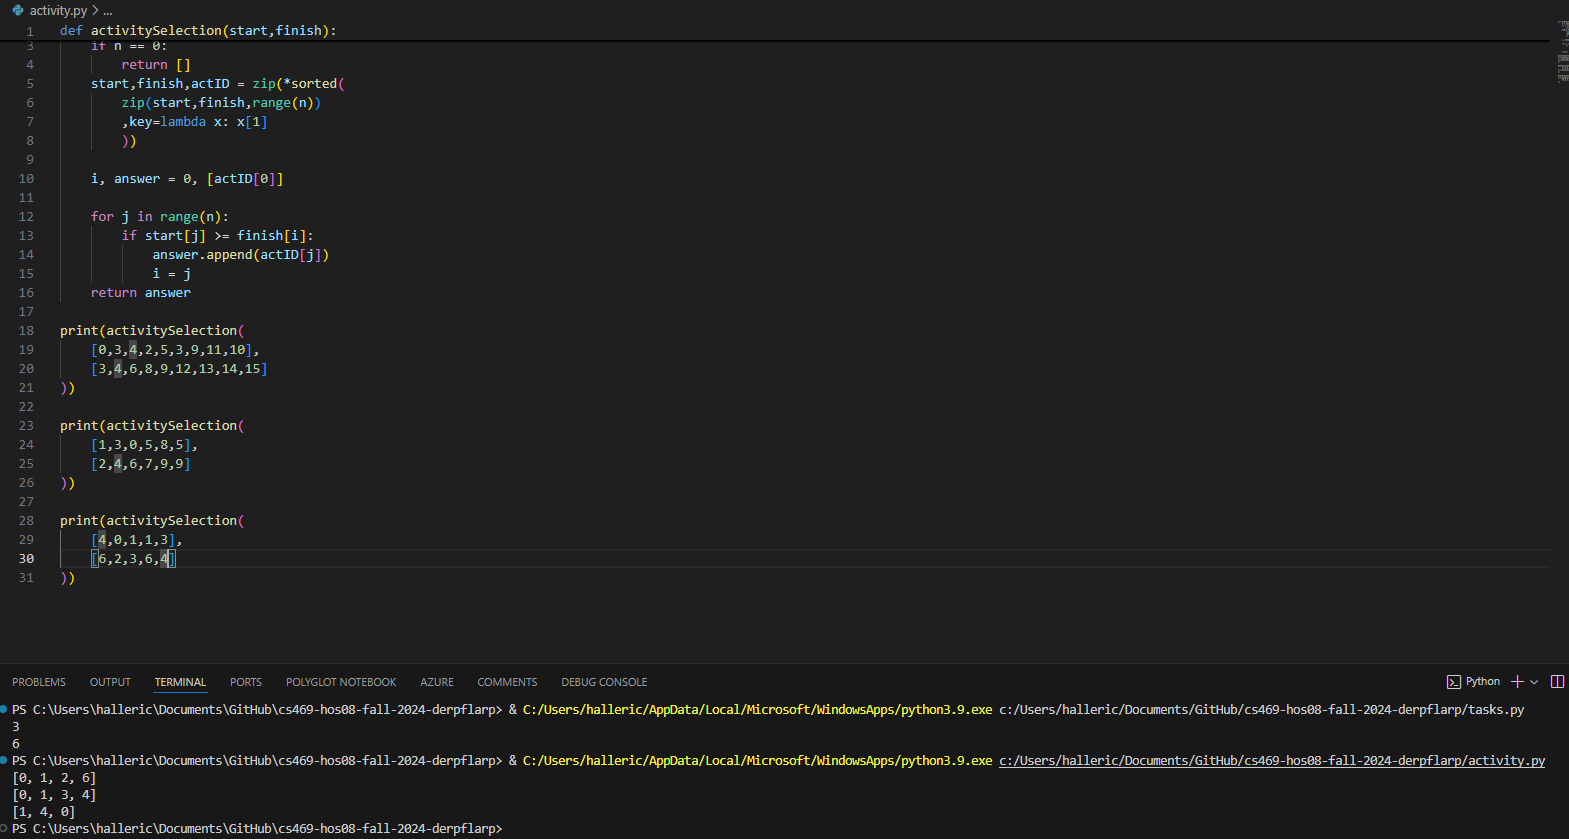 activity.py > ...
1 def activitySelection(start,finish):
3 if n == 0:
4 return []
5 start,finish,actID = zip(*sorted(
6 zip(start,finish,range(n))
7 ,key=lambda x: x[1]
8 ))
9
10 i, answer = 0, [actID[0]]
11
12 for j in range(n):
13 if start[j] >= finish[i]:
14 answer.append(actID[j])
15 i = j
16 return answer
17
18 print(activitySelection(
19 [0,3,4,2,5,3,9,11,10],
20 [3,4,6,8,9,12,13,14,15]
21 ))
22
23 print(activitySelection(
24 [1,3,0,5,8,5],
25 [2,4,6,7,9,9]
26 ))
27
28 print(activitySelection(
29 [4,0,1,1,3],
30 [6,2,3,6,4]
31 ))
PROBLEMS OUTPUT TERMINAL PORTS POLYGLOT NOTEBOOK AZURE COMMENTS DEBUG CONSOLE Python
PS C:\Users\halleric\Documents\GitHub\cs469-hos08-fall-2024-derpflarp> & C:/Users/halleric/AppData/Local/Microsoft/WindowsApps/python3.9.exe c:/Users/halleric/Documents/GitHub/cs469-hos08-fall-2024-derpflarp/tasks.py
3
6
PS C:\Users\halleric\Documents\GitHub\cs469-hos08-fall-2024-derpflarp> & C:/Users/halleric/AppData/Local/Microsoft/WindowsApps/python3.9.exe c:/Users/halleric/Documents/GitHub/cs469-hos08-fall-2024-derpflarp/activity.py
[0, 1, 2, 6]
[0, 1, 3, 4]
[1, 4, 0]
PS C:\Users\halleric\Documents\GitHub\cs469-hos08-fall-2024-derpflarp>